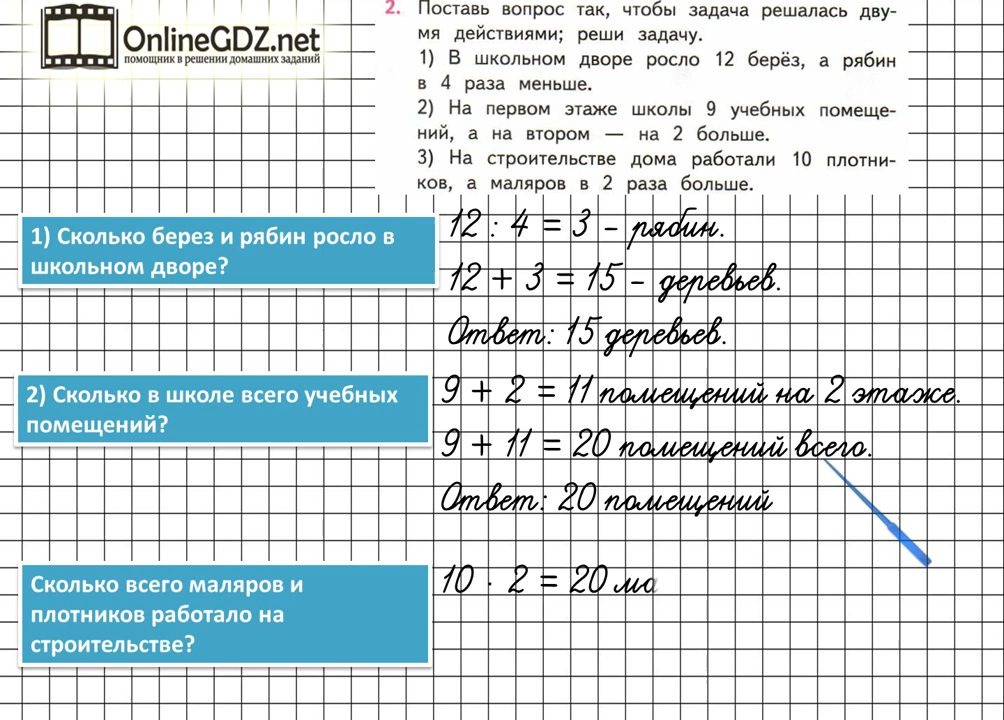 OnlineGDZ.net
помощник в решении домашних заданий
2. Поставь вопрос так, чтобы задача решалась дву-
мя действиями; реши задачу.
1) В школьном дворе росло 12 берёз, а рябин
в 4 раза меньше.
2) На первом этаже школы 9 учебных помеще-
ний, а на втором — на 2 больше.
3) На строительстве дома работали 10 плотни-
ков, а маляров в 2 раза больше.
1) Сколько берез и рябин росло в
школьном дворе?
12 : 4 = 3 – рябин.
12 + 3 = 15 – деревьев.
Ответ: 15 деревьев.
2) Сколько в школе всего учебных
помещений?
9 + 2 = 11 помещений на 2 этаже.
9 + 11 = 20 помещений всего.
Ответ: 20 помещений
Сколько всего маляров и
плотников работало на
строительстве?
10 · 2 = 20 ма